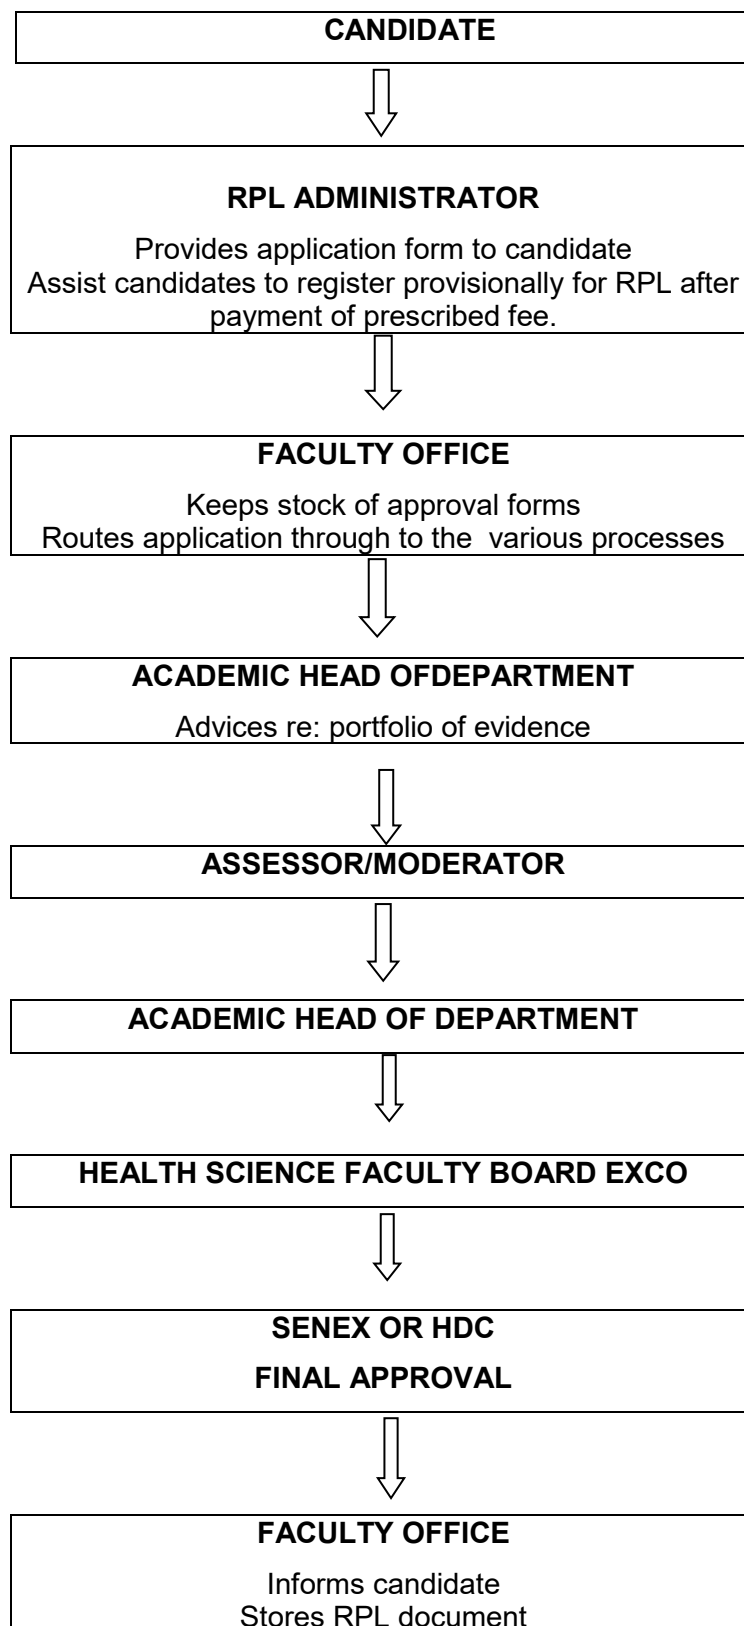 CANDIDATE
RPL ADMINISTRATOR
Provides application form to candidate
Assist candidates to register provisionally for RPL after
payment of prescribed fee.
FACULTY OFFICE
Keeps stock of approval forms
Routes application through to the various processes
ACADEMIC HEAD OFDEPARTMENT
Advices re: portfolio of evidence
ASSESSOR/MODERATOR
ACADEMIC HEAD OF DEPARTMENT
HEALTH SCIENCE FACULTY BOARD EXCO
SENEX OR HDC
FINAL APPROVAL
FACULTY OFFICE
Informs candidate
Stores RPL document